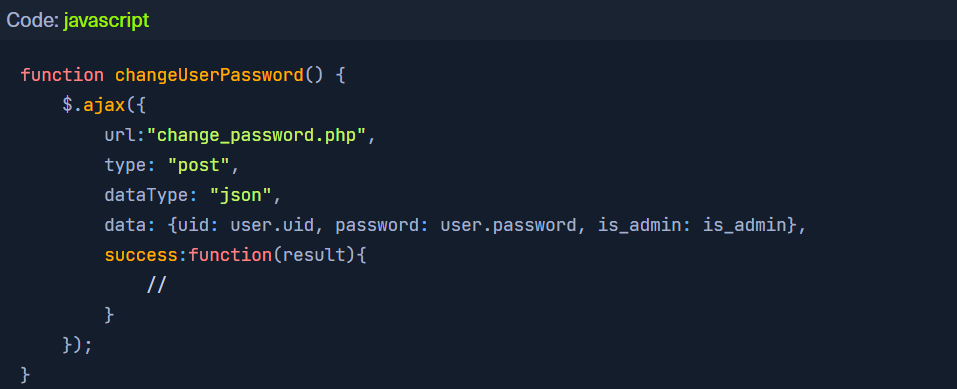 Code: javascript
function changeUserPassword() {
    $.ajax({
        url:"change_password.php",
        type: "post",
        dataType: "json",
        data: {uid: user.uid, password: user.password, is_admin: is_admin},
        success:function(result){
            //
        }
    });
}